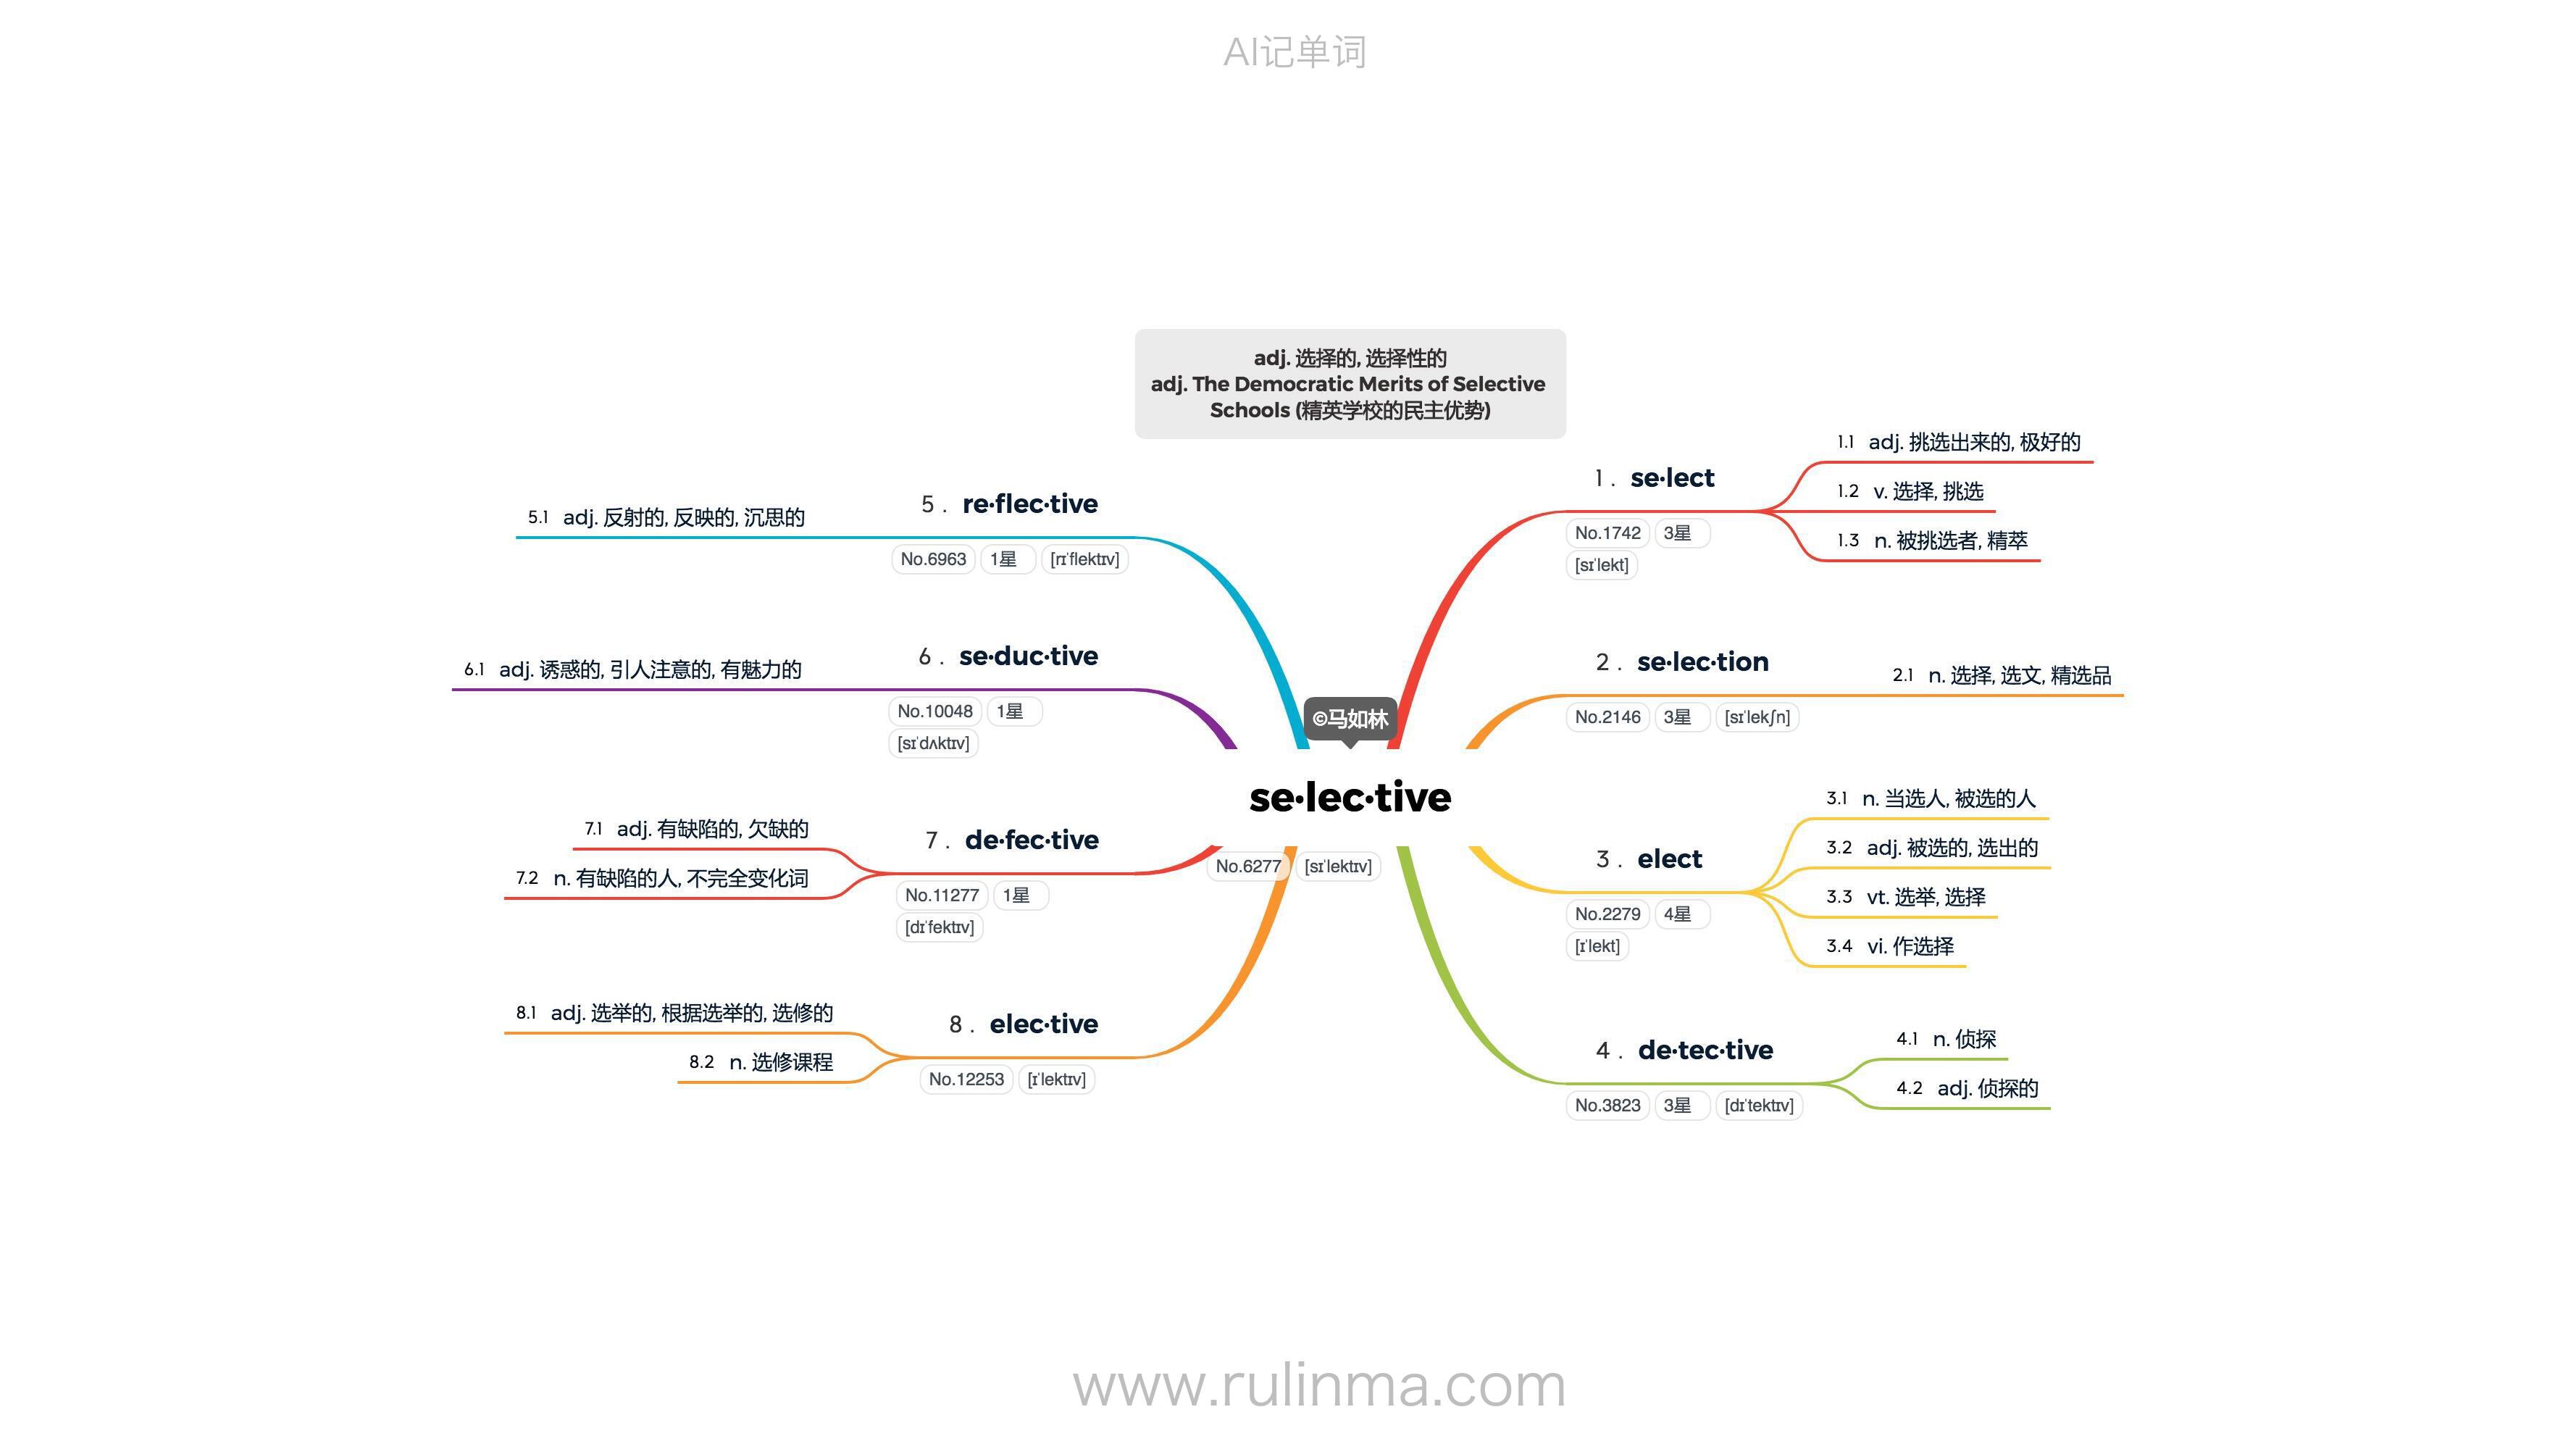 AI记单词
adj. 选择的, 选择性的
adj. The Democratic Merits of Selective
Schools (精英学校的民主优势)
©马如林
se·lec·tive
No.6277 [sɪˈlektɪv]
1 . se·lect
No.1742 3星
[sɪˈlekt]
1.1 adj. 挑选出来的, 极好的
1.2 v. 选择, 挑选
1.3 n. 被挑选者, 精萃
2 . se·lec·tion
No.2146 3星 [sɪˈlekʃn]
2.1 n. 选择, 选文, 精选品
3 . elect
No.2279 4星
[ɪˈlekt]
3.1 n. 当选人, 被选的人
3.2 adj. 被选的, 选出的
3.3 vt. 选举, 选择
3.4 vi. 作选择
4 . de·tec·tive
No.3823 3星 [dɪˈtektɪv]
4.1 n. 侦探
4.2 adj. 侦探的
5 . re·flec·tive
No.6963 1星 [rɪˈflektɪv]
5.1 adj. 反射的, 反映的, 沉思的
6 . se·duc·tive
No.10048 1星
[sɪˈdʌktɪv]
6.1 adj. 诱惑的, 引人注意的, 有魅力的
7 . de·fec·tive
No.11277 1星
[dɪˈfektɪv]
7.1 adj. 有缺陷的, 欠缺的
7.2 n. 有缺陷的人, 不完全变化词
8 . elec·tive
No.12253 [ɪˈlektɪv]
8.1 adj. 选举的, 根据选举的, 选修的
8.2 n. 选修课程
www.rulinma.com